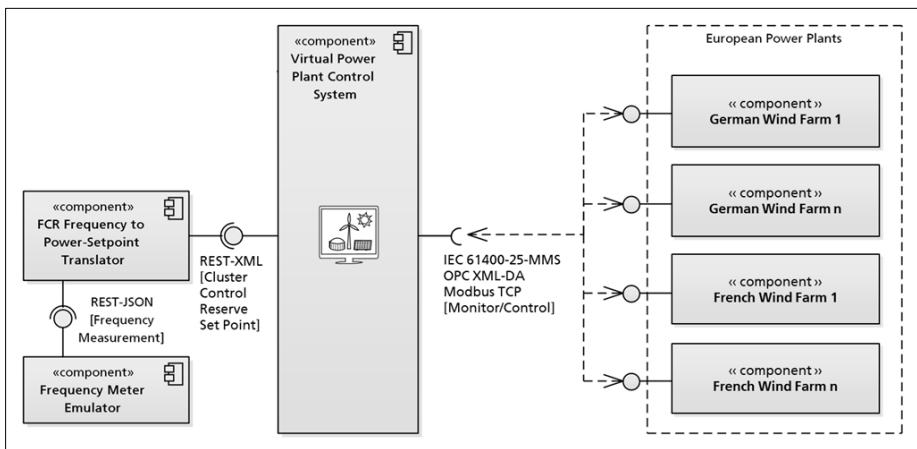 «component»
Virtual Power
Plant Control
System
European Power Plants
« component »
German Wind Farm 1
« component »
German Wind Farm n
« component »
French Wind Farm 1
« component »
French Wind Farm n
«component»
FCR Frequency to
Power-Setpoint
Translator
REST-XML
[Cluster
Control
Reserve
Set Point]
IEC 61400-25-MMS
OPC XML-DA
Modbus TCP
[Monitor/Control]
REST-JSON
[Frequency
Measurement]
«component»
Frequency Meter
Emulator